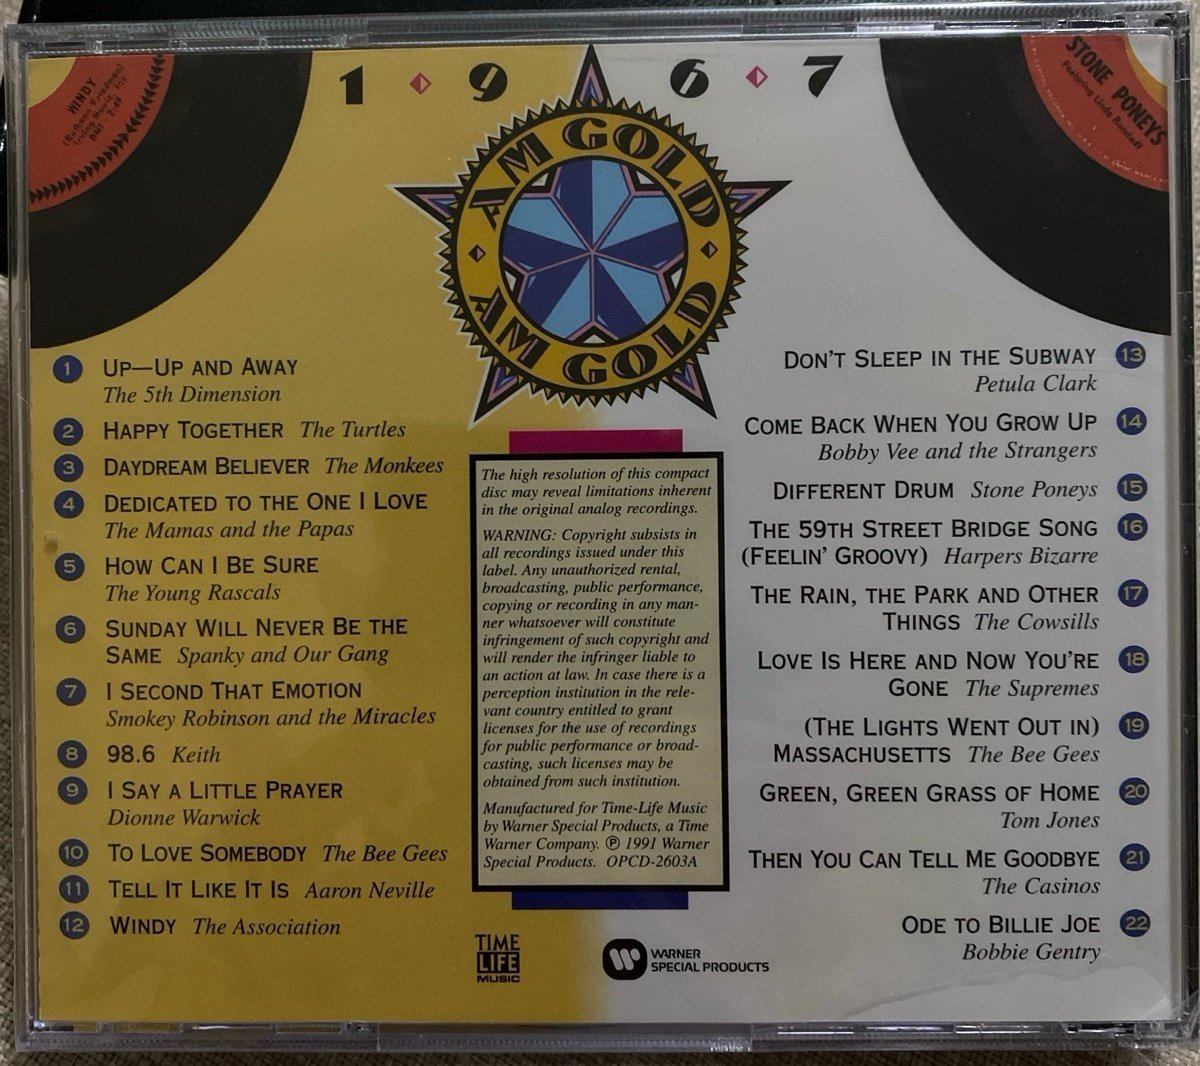 1 9 6 7
WINDY
(Ruthann Friedman)
Irving Music, Inc.
BMI 2:49
STONE PONEYS
Featuring Linda Ronstadt)
AM GOLD
AM GOLD
1 UP—UP AND AWAY
The 5th Dimension
2 HAPPY TOGETHER The Turtles
3 DAYDREAM BELIEVER The Monkees
4 DEDICATED TO THE ONE I LOVE
The Mamas and the Papas
5 HOW CAN I BE SURE
The Young Rascals
6 SUNDAY WILL NEVER BE THE
SAME Spanky and Our Gang
7 I SECOND THAT EMOTION
Smokey Robinson and the Miracles
8 98.6 Keith
9 I SAY A LITTLE PRAYER
Dionne Warwick
10 TO LOVE SOMEBODY The Bee Gees
11 TELL IT LIKE IT IS Aaron Neville
12 WINDY The Association
The high resolution of this compact
disc may reveal limitations inherent
in the original analog recordings.
WARNING: Copyright subsists in
all recordings issued under this
label. Any unauthorized rental,
broadcasting, public performance,
copying or recording in any man-
ner whatsoever will constitute
infringement of such copyright and
will render the infringer liable to
an action at law. In case there is a
perception institution in the rele-
vant country entitled to grant
licenses for the use of recordings
for public performance or broad-
casting, such licenses may be
obtained from such institution.
Manufactured for Time-Life Music
by Warner Special Products, a Time
Warner Company. ℗ 1991 Warner
Special Products. OPCD-2603A
TIME
LIFE
MUSIC
WARNER
SPECIAL PRODUCTS
DON'T SLEEP IN THE SUBWAY 13
Petula Clark
COME BACK WHEN YOU GROW UP 14
Bobby Vee and the Strangers
DIFFERENT DRUM Stone Poneys 15
THE 59TH STREET BRIDGE SONG 16
(FEELIN' GROOVY) Harpers Bizarre
THE RAIN, THE PARK AND OTHER 17
THINGS The Cowsills
LOVE IS HERE AND NOW YOU'RE 18
GONE The Supremes
(THE LIGHTS WENT OUT IN) 19
MASSACHUSETTS The Bee Gees
GREEN, GREEN GRASS OF HOME 20
Tom Jones
THEN YOU CAN TELL ME GOODBYE 21
The Casinos
ODE TO BILLIE JOE 22
Bobbie Gentry